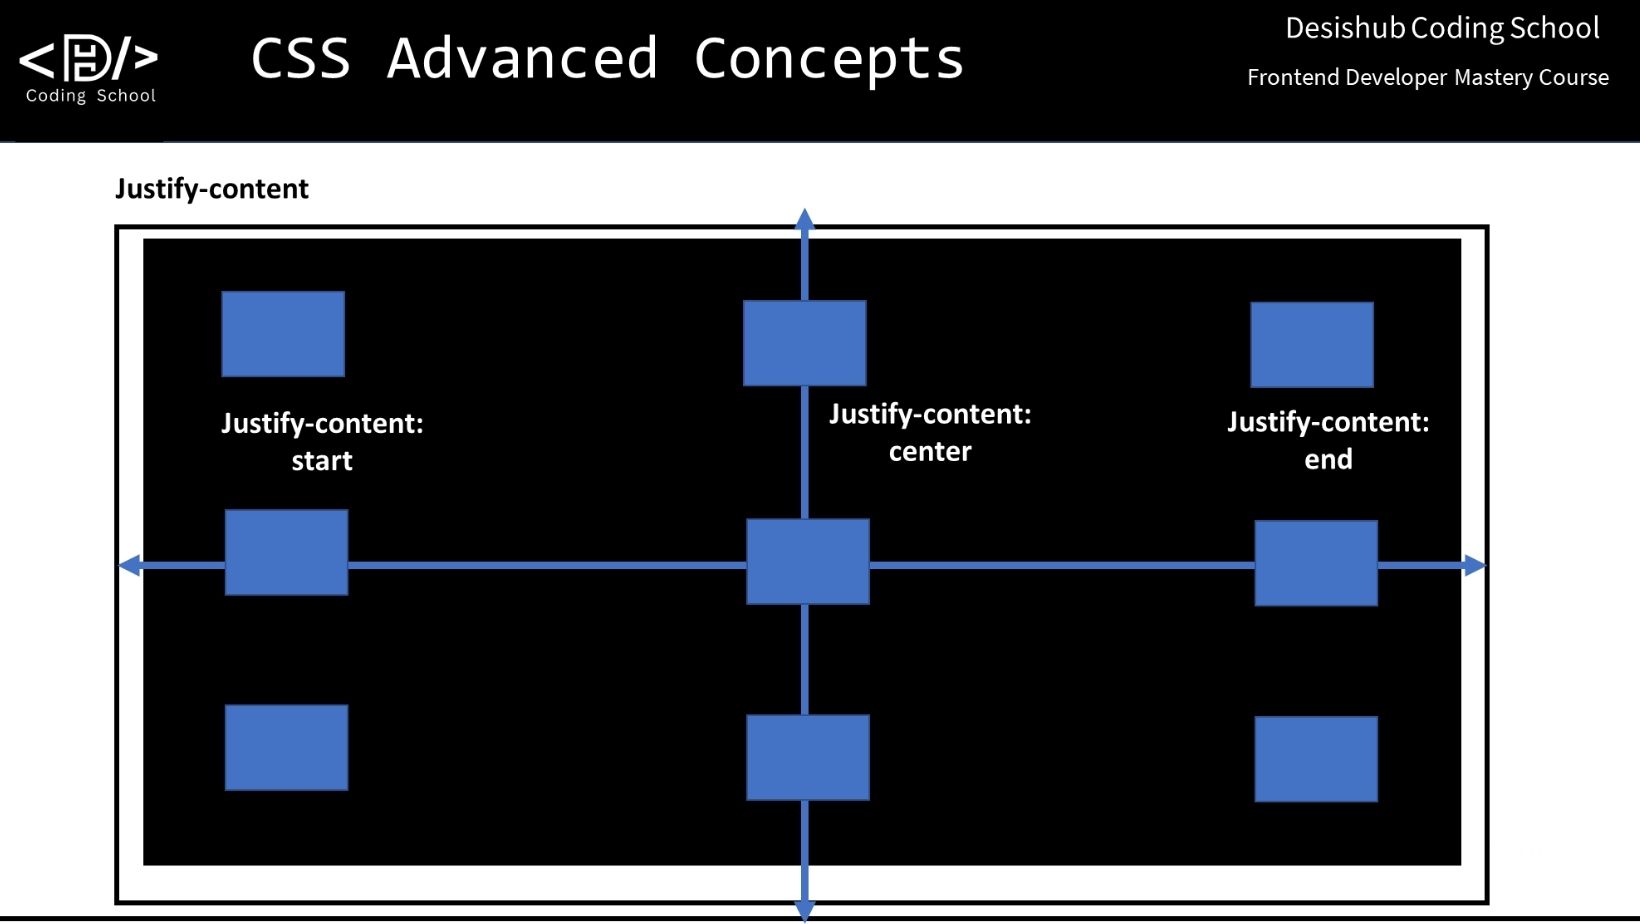 CSS Advanced Concepts
Desishub Coding School
Frontend Developer Mastery Course
<DH/>
Coding School
Justify-content
Justify-content:
start
Justify-content:
center
Justify-content:
end